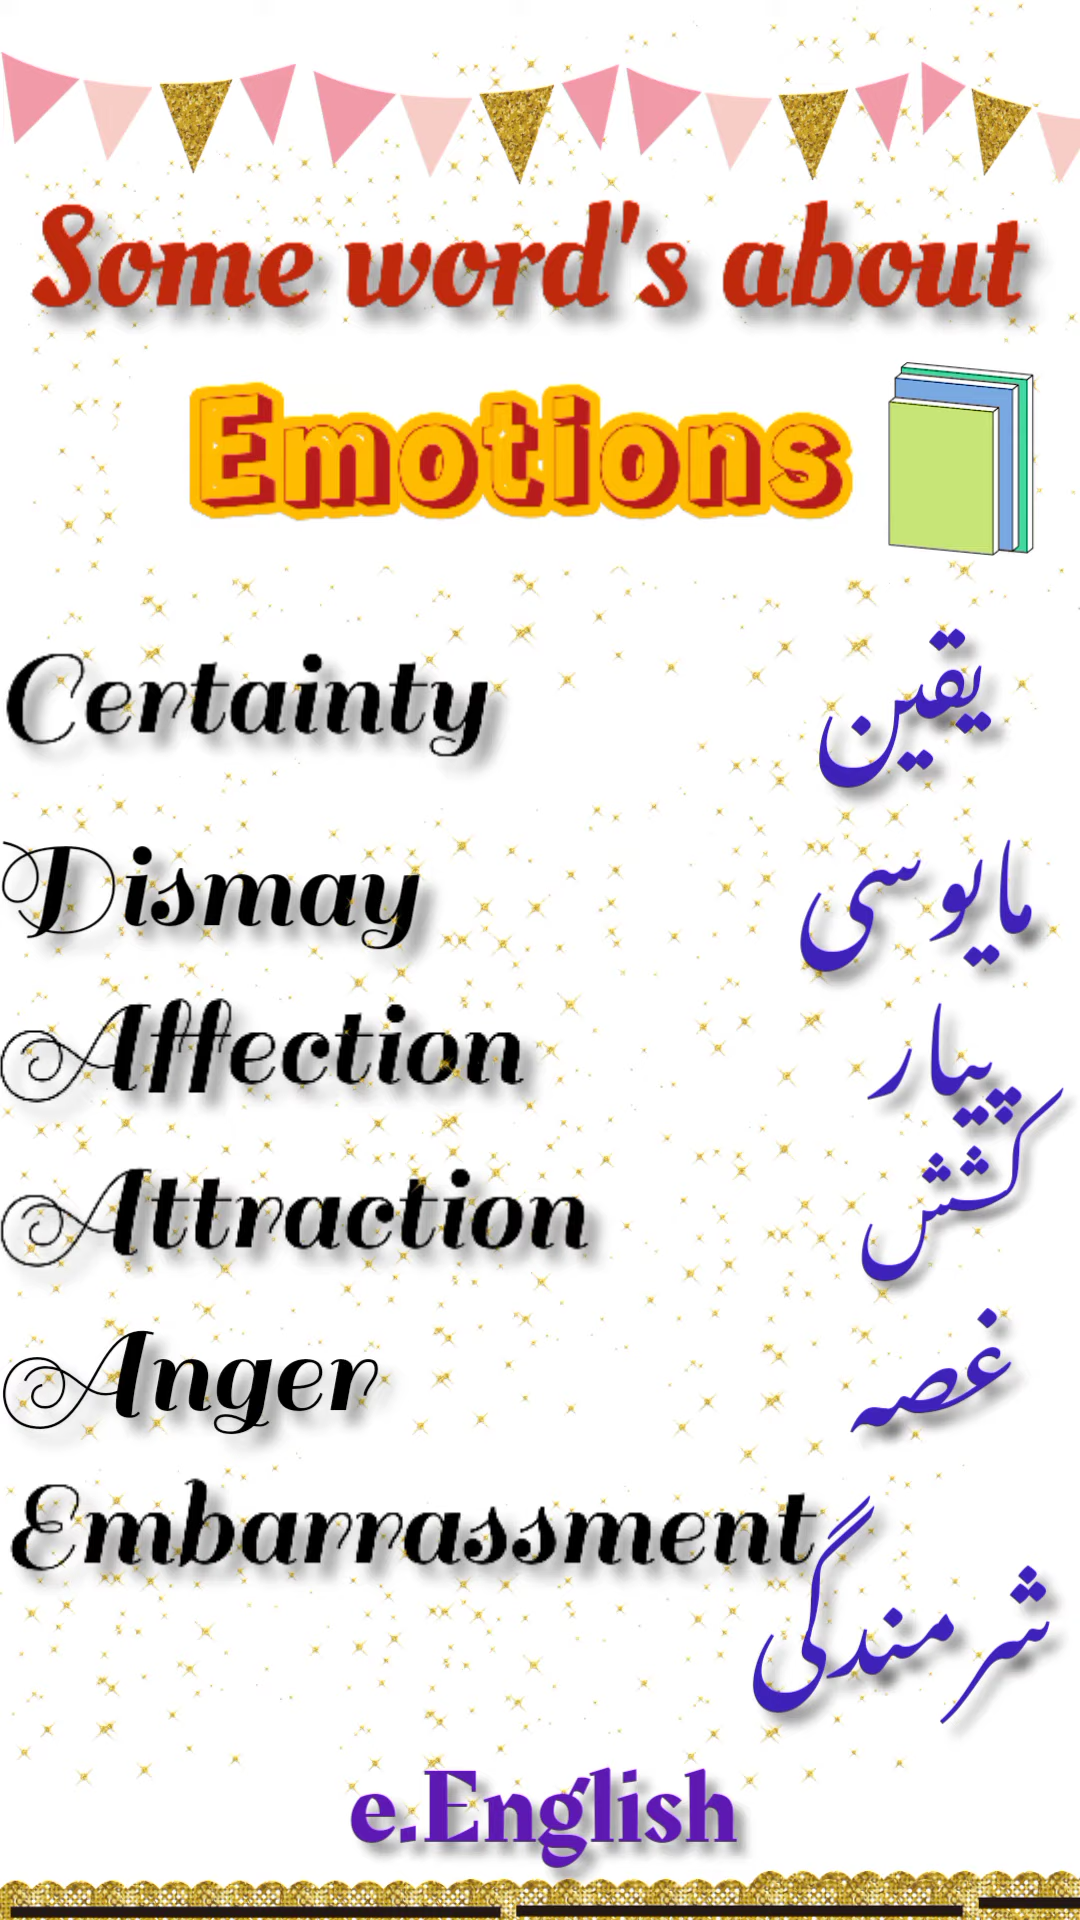 Some word's about
Emotions
Certainty یقین
Dismay مایوسی
Affection پیار
Attraction کشش
Anger غصہ
Embarrassment شرمندگی
e.English